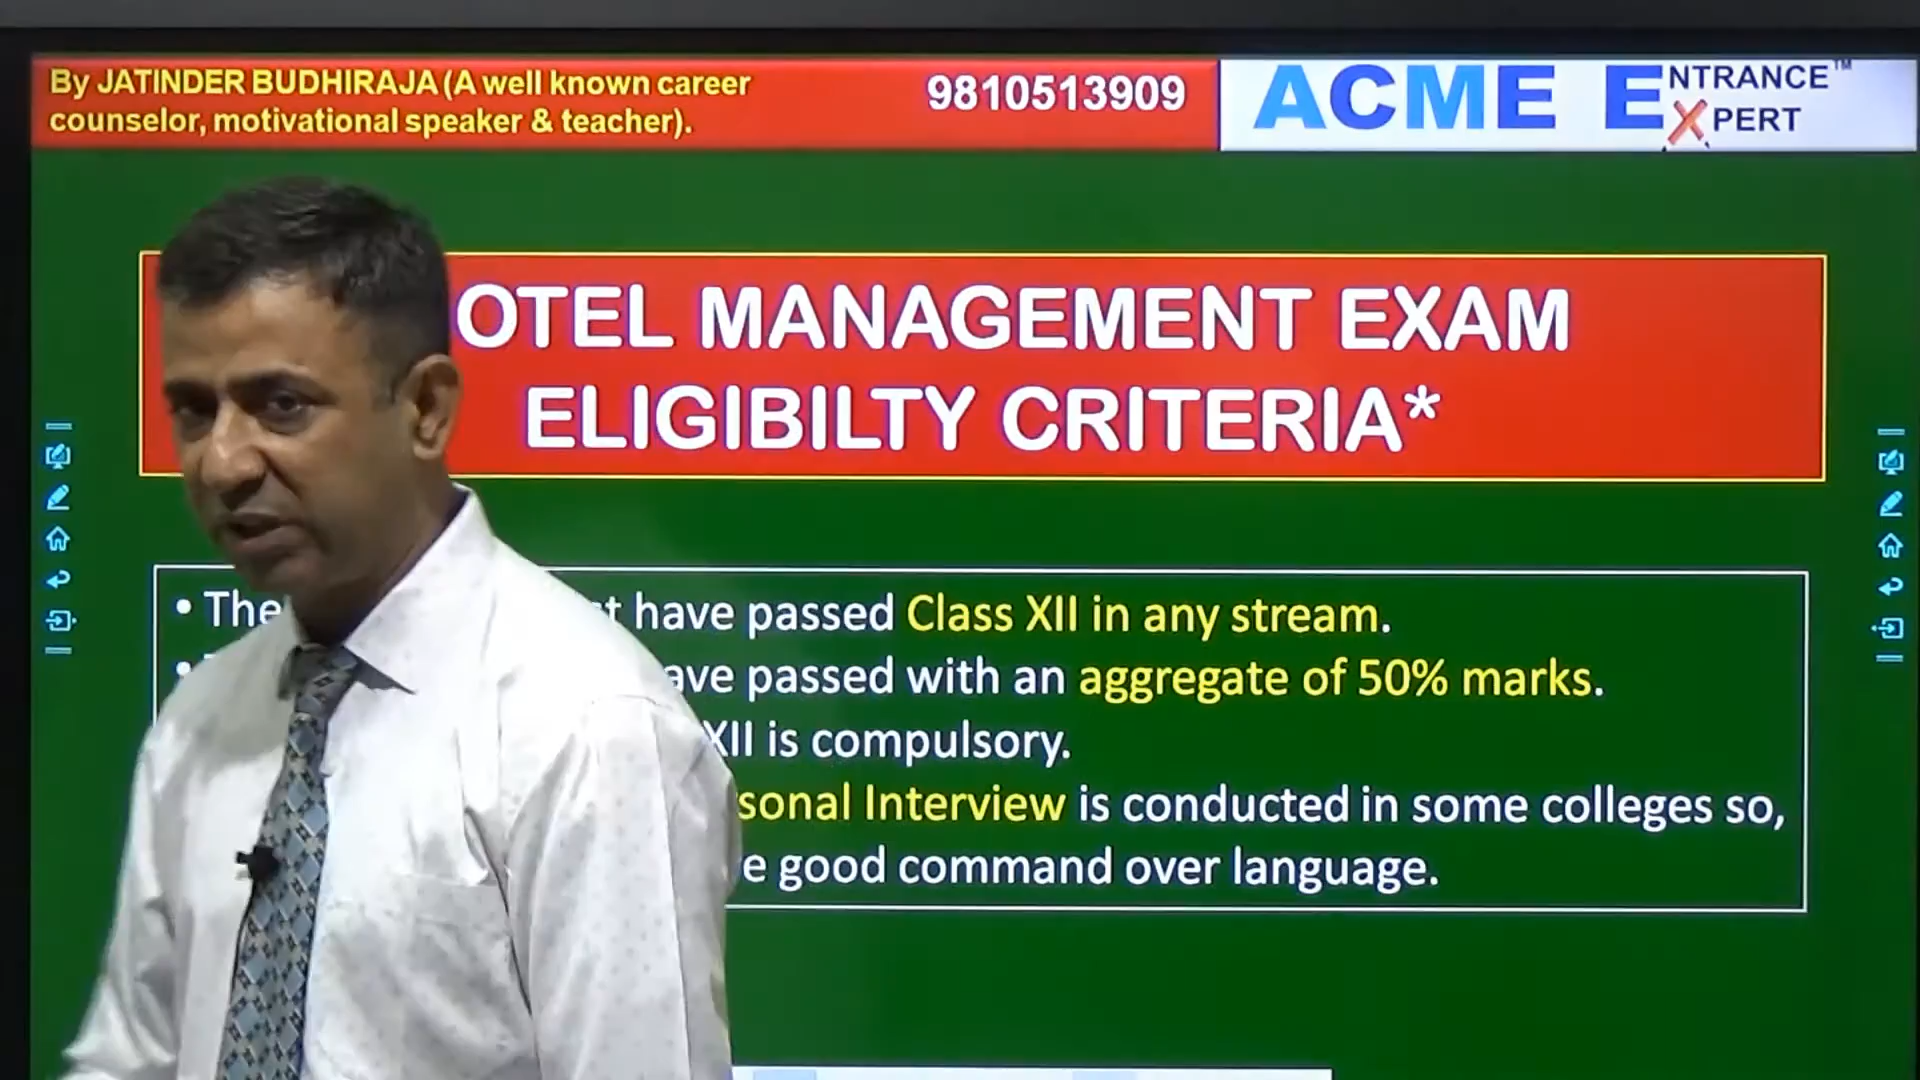 By JATINDER BUDHIRAJA (A well known career
counselor, motivational speaker & teacher).
9810513909
ACME ENTRANCE™
EXPERT
OTEL MANAGEMENT EXAM
ELIGIBILTY CRITERIA*
• The have passed Class XII in any stream.
• ave passed with an aggregate of 50% marks.
XII is compulsory.
sonal Interview is conducted in some colleges so,
e good command over language.